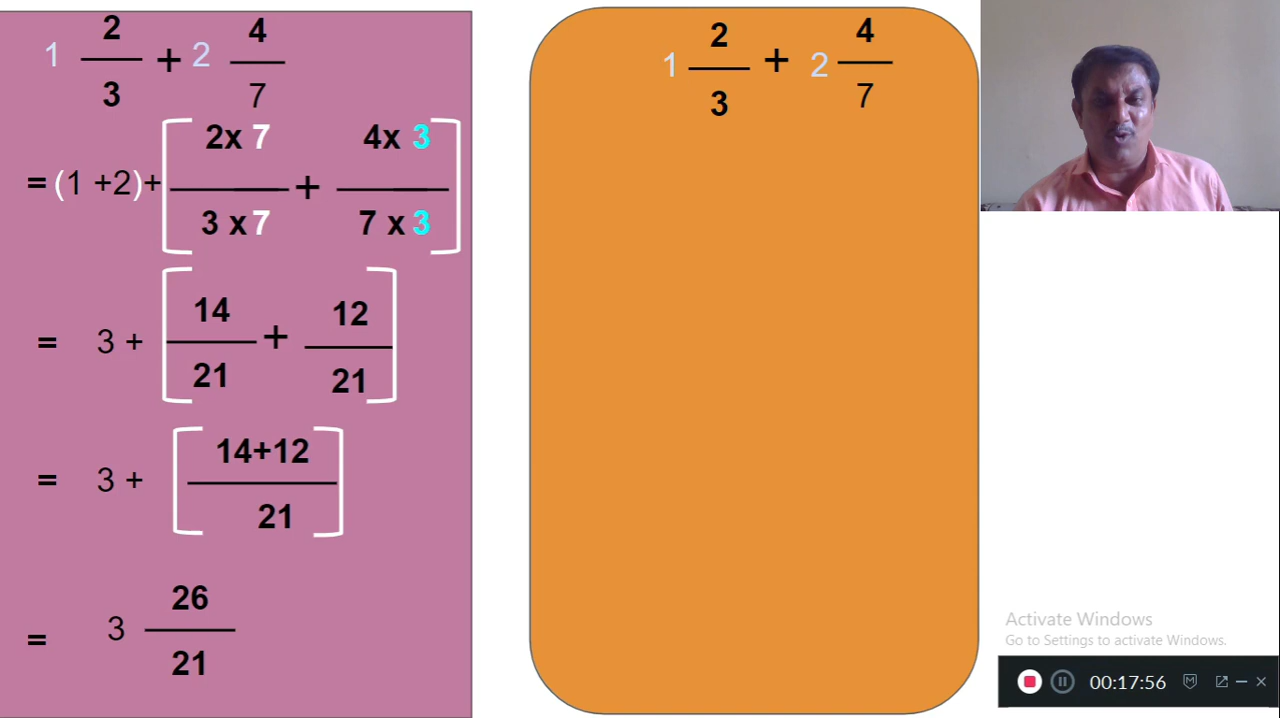 1 2/3 + 2 4/7
= (1 +2)+ [ 2x 7 / 3 x 7 + 4x 3 / 7 x 3 ]
= 3 + [ 14/21 + 12/21 ]
= 3 + [ 14+12 / 21 ]
= 3 26/21
1 2/3 + 2 4/7
Activate Windows
Go to Settings to activate Windows.
00:17:56